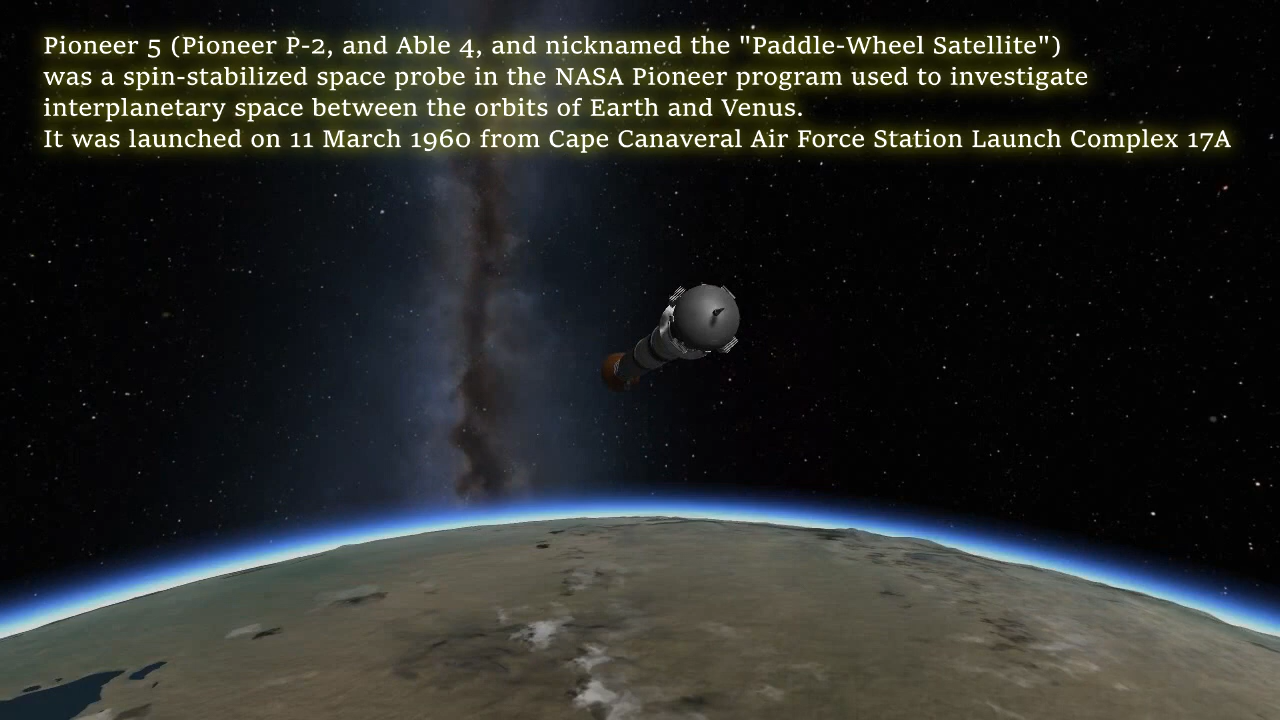 Pioneer 5 (Pioneer P-2, and Able 4, and nicknamed the "Paddle-Wheel Satellite")
was a spin-stabilized space probe in the NASA Pioneer program used to investigate
interplanetary space between the orbits of Earth and Venus.
It was launched on 11 March 1960 from Cape Canaveral Air Force Station Launch Complex 17A